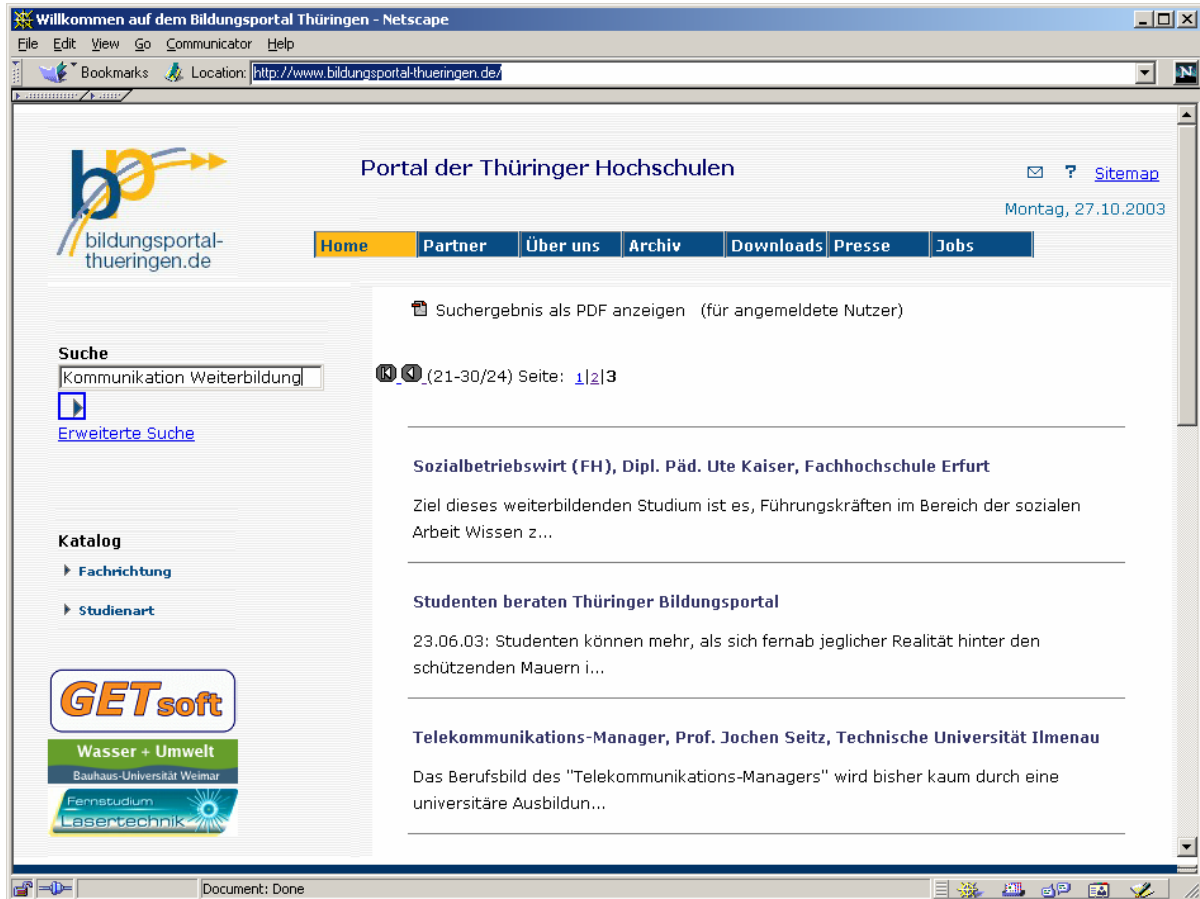 Willkommen auf dem Bildungsportal Thüringen - Netscape
File Edit View Go Communicator Help
Bookmarks Location: http://www.bildungsportal-thueringen.de/
N
bp
bildungsportal-
thueringen.de
Portal der Thüringer Hochschulen
? Sitemap
Montag, 27.10.2003
Home Partner Über uns Archiv Downloads Presse Jobs
Suche
Kommunikation Weiterbildung
Erweiterte Suche
Katalog
Fachrichtung
Studienart
GETsoft
Wasser + Umwelt
Bauhaus-Universität Weimar
Fernstudium
Lasertechnik
Suchergebnis als PDF anzeigen (für angemeldete Nutzer)
(21-30/24) Seite: 1|2|3
Sozialbetriebswirt (FH), Dipl. Päd. Ute Kaiser, Fachhochschule Erfurt
Ziel dieses weiterbildenden Studium ist es, Führungskräften im Bereich der sozialen
Arbeit Wissen z...
Studenten beraten Thüringer Bildungsportal
23.06.03: Studenten können mehr, als sich fernab jeglicher Realität hinter den
schützenden Mauern i...
Telekommunikations-Manager, Prof. Jochen Seitz, Technische Universität Ilmenau
Das Berufsbild des "Telekommunikations-Managers" wird bisher kaum durch eine
universitäre Ausbildun...
Document: Done